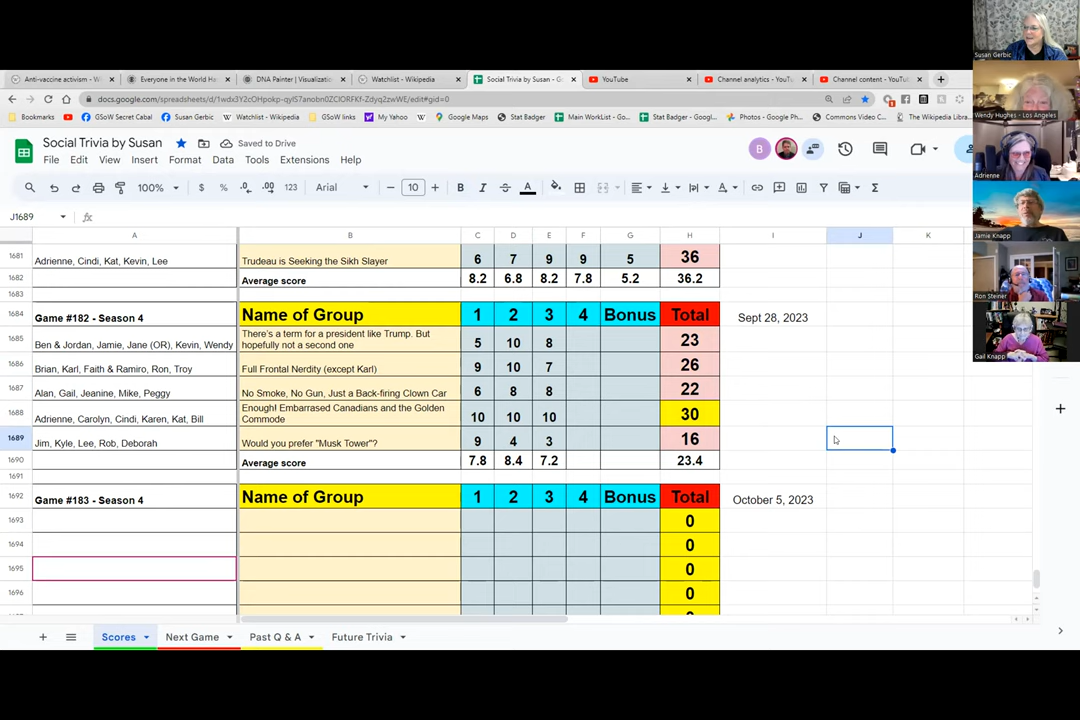 Anti-vaccine activism - W
Everyone in the World Ha
DNA Painter | Visualizatio
Watchlist - Wikipedia
Social Trivia by Susan - G
YouTube
Channel analytics - YouTu
Channel content - YouTub
docs.google.com/spreadsheets/d/
Bookmarks
GSoW Secret Cabal
Susan Gerbic
Watchlist - Wikipedi...
GSoW links
My Yahoo
Google Maps
Stat Badger
Main WorkList - Go...
Stat Badger - Googl...
Photos - Google Ph...
Commons Video C...
The Wikipedia Libra
Social Trivia by Susan
Saved to Drive
File Edit View Insert Format Data Tools Extensions Help
100% $ % .0 .00 123 Arial 10 B I A
J1689
A B C D E F G H I J K
1681 Adrienne, Cindi, Kat, Kevin, Lee Trudeau is Seeking the Sikh Slayer 6 7 9 9 5 36
1682 Average score 8.2 6.8 8.2 7.8 5.2 36.2
1683
1684 Game #182 - Season 4 Name of Group 1 2 3 4 Bonus Total Sept 28, 2023
There's a term for a president like Trump. But
1685 Ben & Jordan, Jamie, Jane (OR), Kevin, Wendy hopefully not a second one 5 10 8 23
1686 Brian, Karl, Faith & Ramiro, Ron, Troy Full Frontal Nerdity (except Karl) 9 10 7 26
1687 Alan, Gail, Jeanine, Mike, Peggy No Smoke, No Gun, Just a Back-firing Clown Car 6 8 8 22
Enough! Embarrased Canadians and the Golden
1688 Adrienne, Carolyn, Cindi, Karen, Kat, Bill Commode 10 10 10 30
1689 Jim, Kyle, Lee, Rob, Deborah Would you prefer "Musk Tower"? 9 4 3 16
1690 Average score 7.8 8.4 7.2 23.4
1691
1692 Game #183 - Season 4 Name of Group 1 2 3 4 Bonus Total October 5, 2023
1693 0
1694 0
1695 0
1696 0
Scores Next Game Past Q & A Future Trivia
Susan Gerbic
Wendy Hughes - Los Angeles
Adrienne
Jamie Knapp
Ron Steiner
Gail Knapp